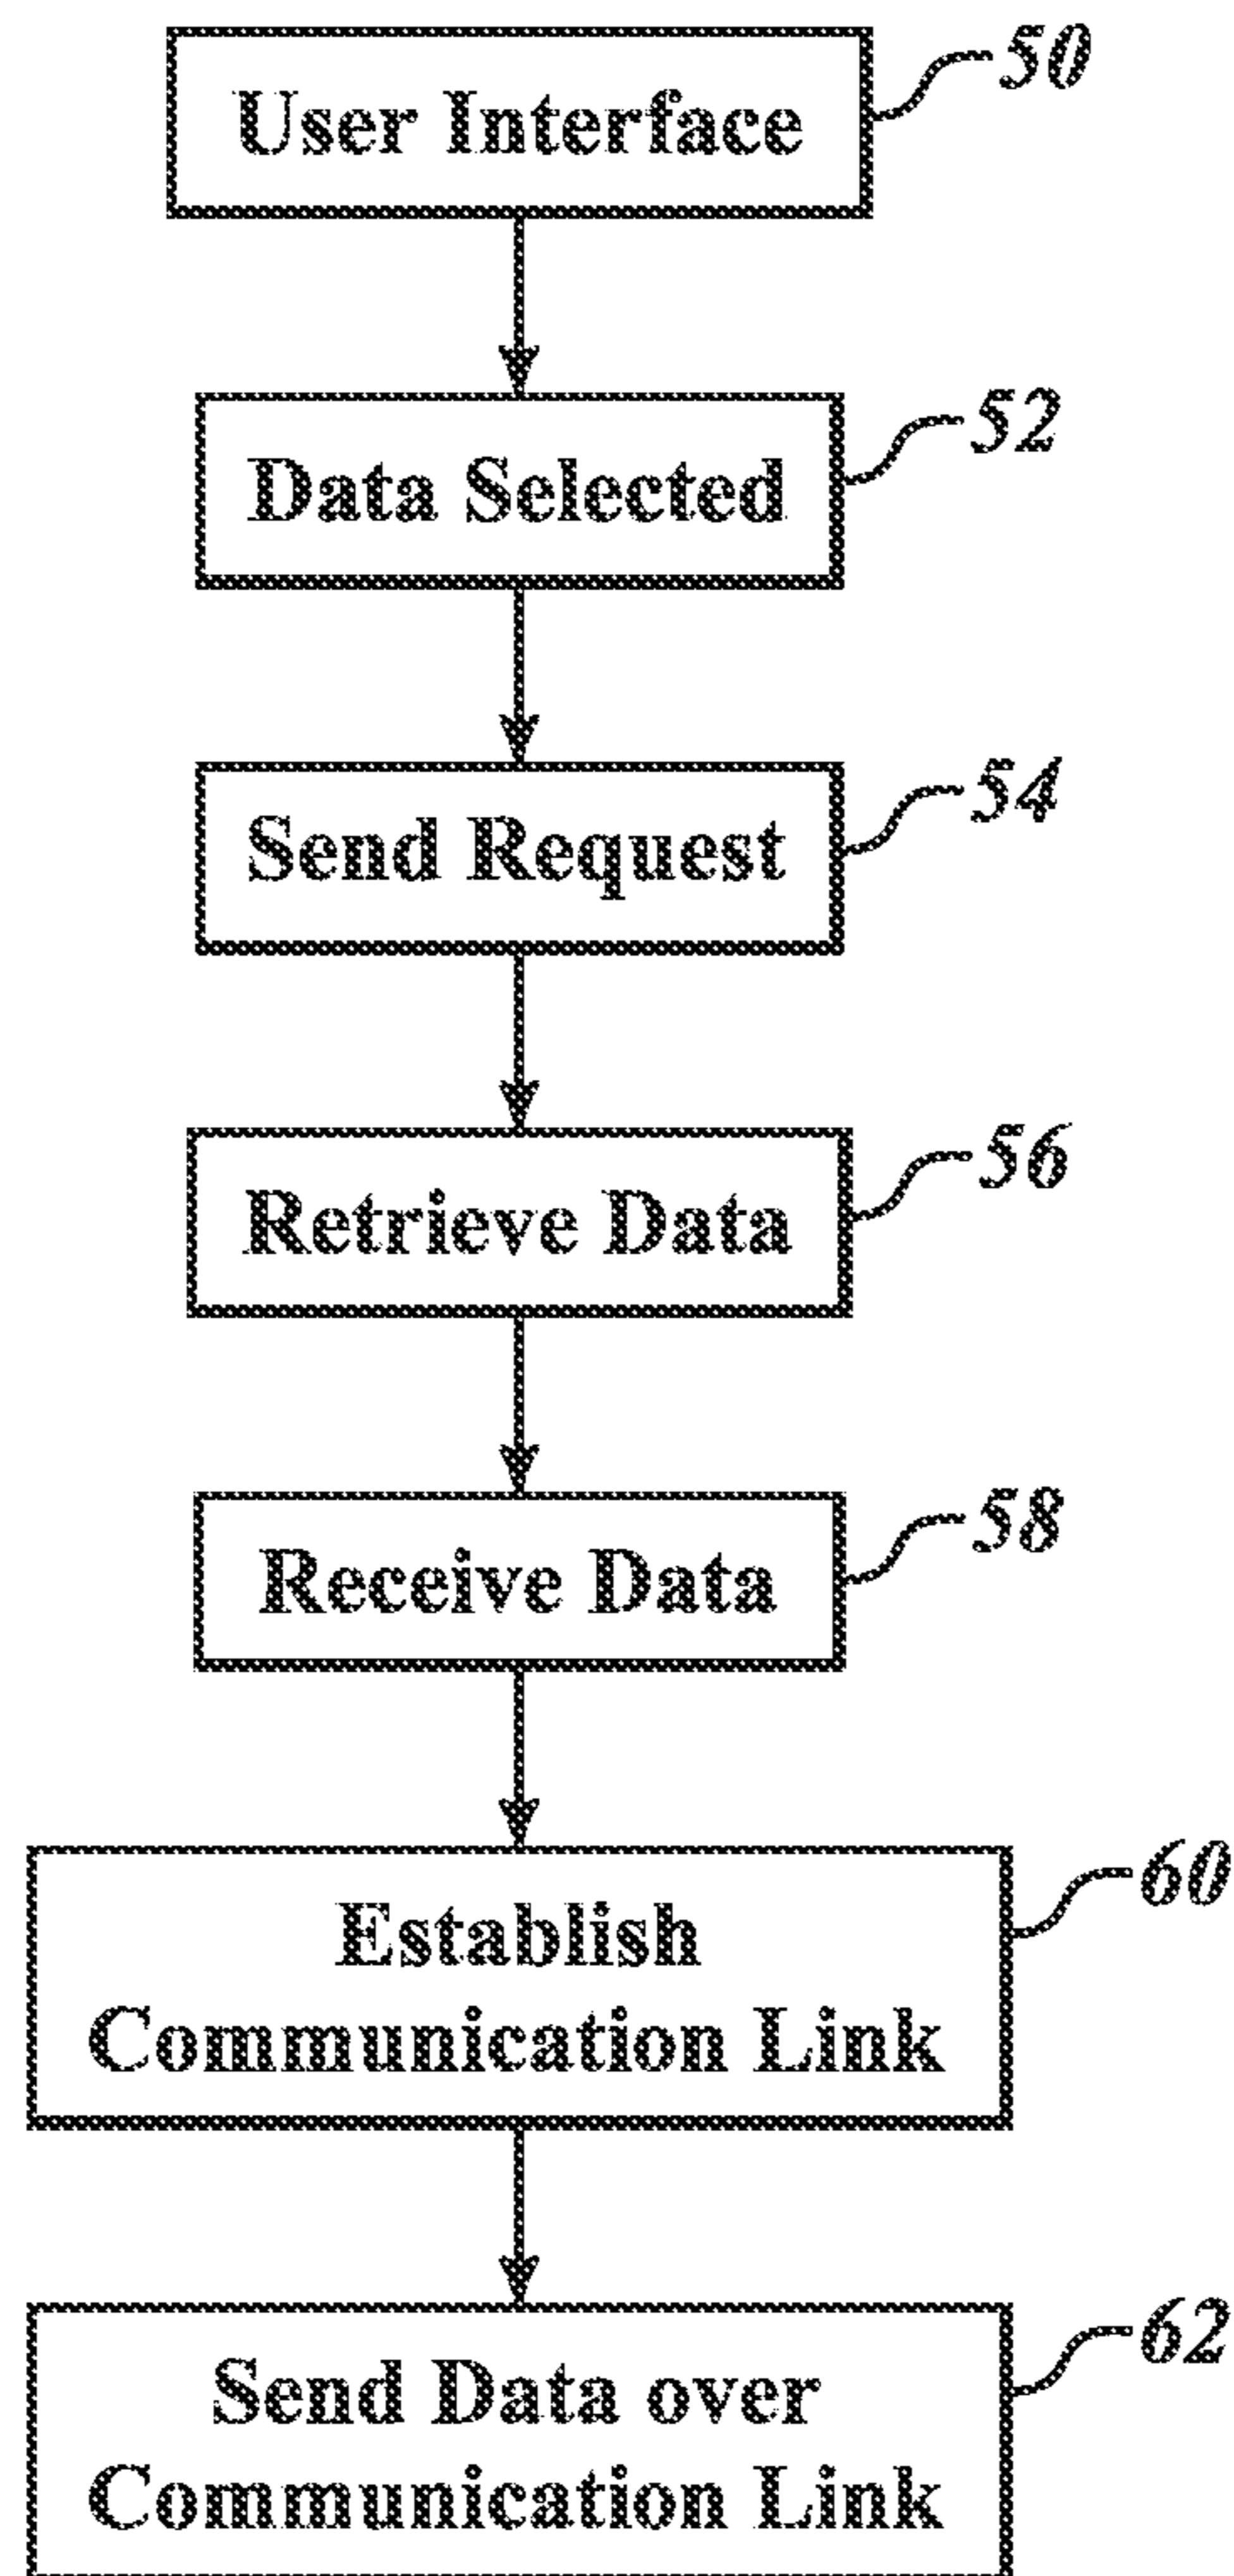 User Interface
50
Data Selected
52
Send Request
54
Retrieve Data
56
Receive Data
58
Establish
Communication Link
60
Send Data over
Communication Link
62